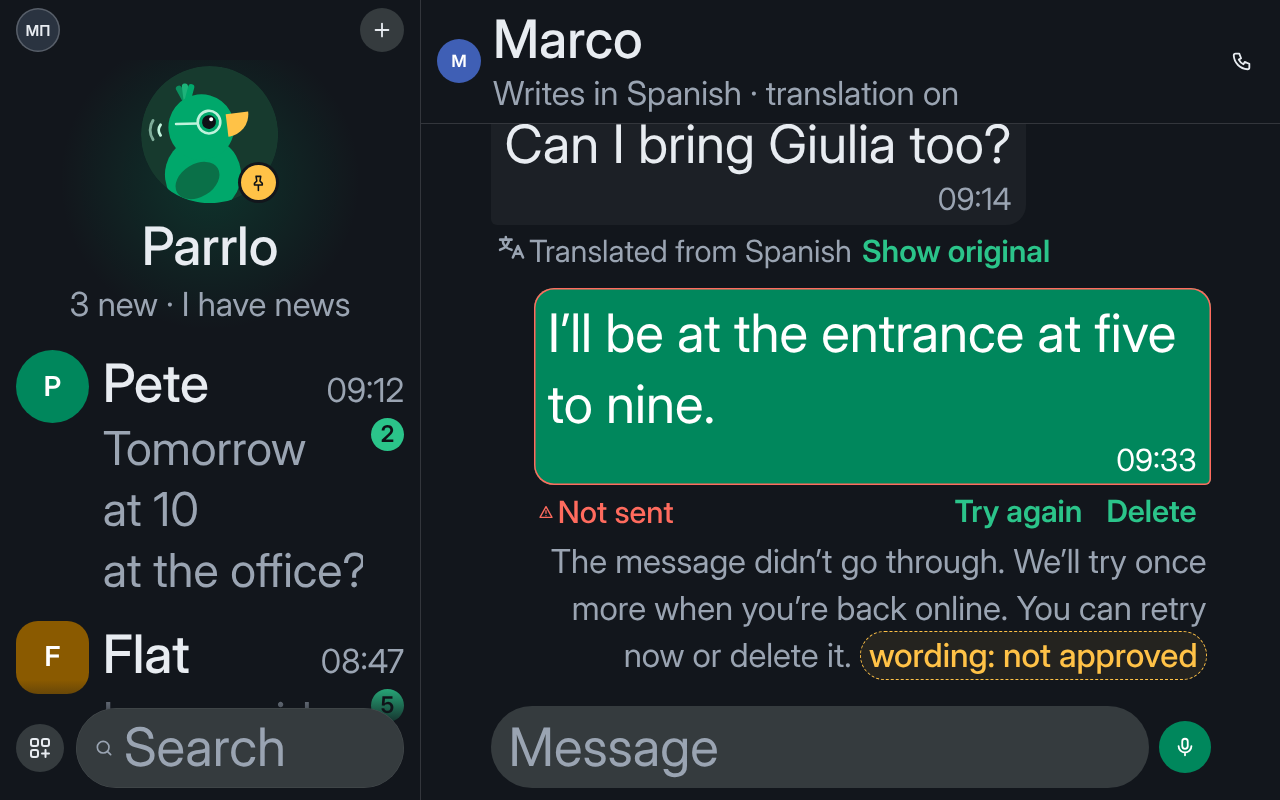 МП
Parrlo
3 new · I have news
P
Pete
09:12
Tomorrow
at 10
at the office?
2
F
Flat
08:47
5
Search
M
Marco
Writes in Spanish · translation on
Can I bring Giulia too?
09:14
Translated from Spanish Show original
I’ll be at the entrance at five
to nine.
09:33
Not sent
Try again Delete
The message didn’t go through. We’ll try once
more when you’re back online. You can retry
now or delete it. wording: not approved
Message